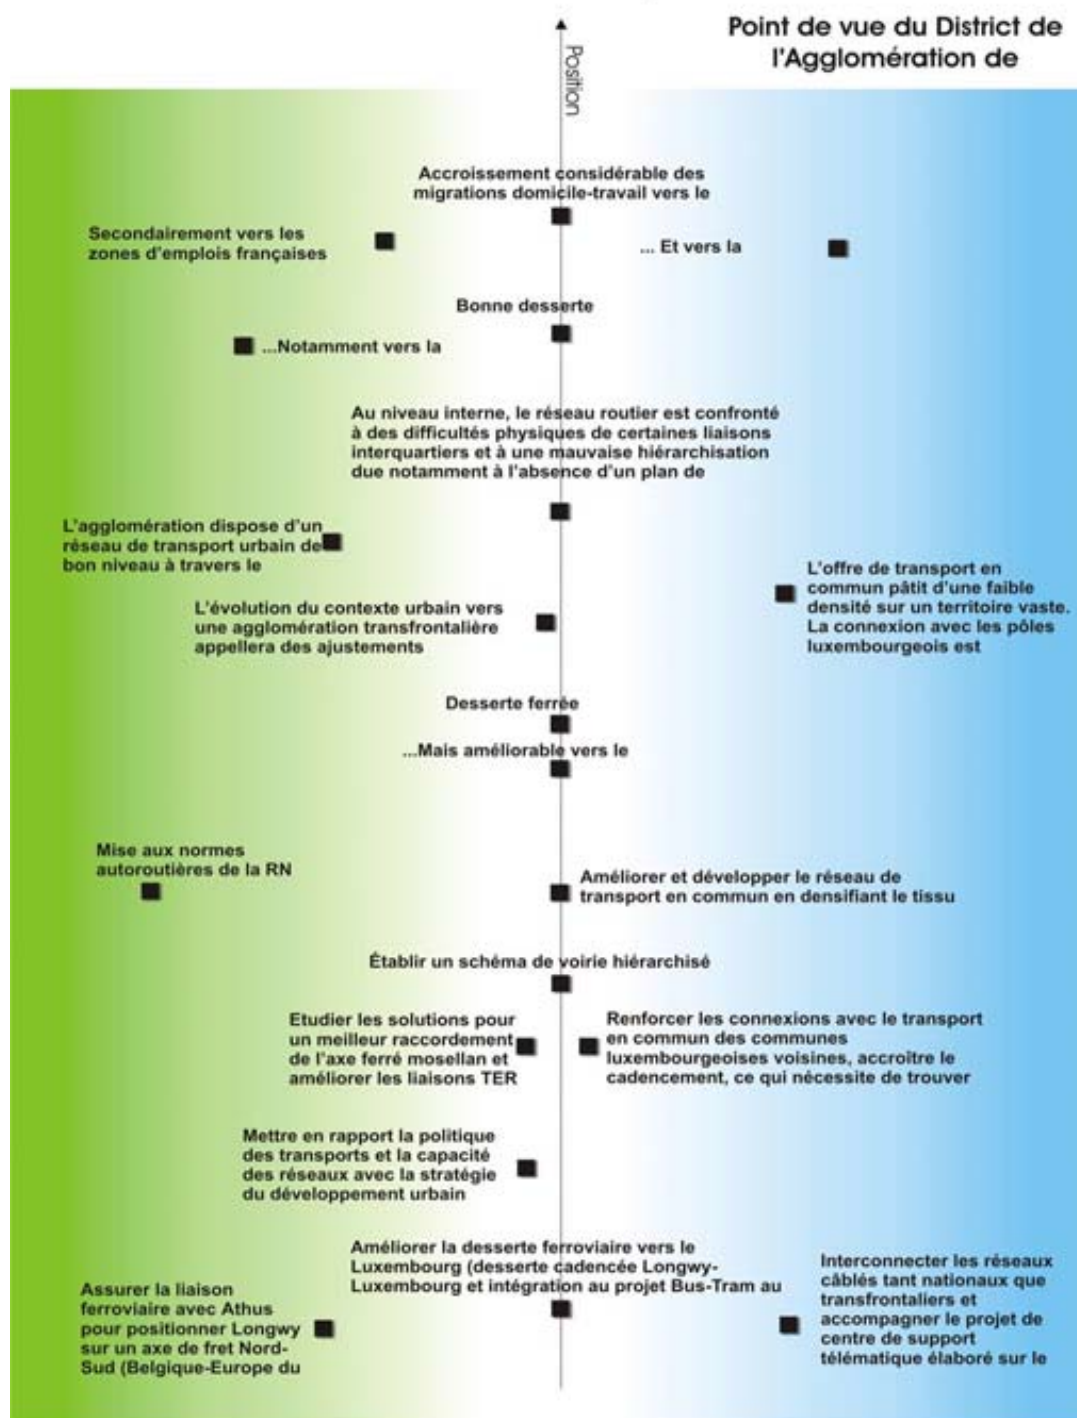 Point de vue du District de
l'Agglomération de
Position
Accroissement considérable des
migrations domicile-travail vers le
Secondairement vers les
zones d'emplois françaises
... Et vers la
Bonne desserte
...Notamment vers la
Au niveau interne, le réseau routier est confronté
à des difficultés physiques de certaines liaisons
interquartiers et à une mauvaise hiérarchisation
due notamment à l'absence d'un plan de
L'agglomération dispose d'un
réseau de transport urbain de
bon niveau à travers le
L'offre de transport en
commun pâtit d'une faible
densité sur un territoire vaste.
La connexion avec les pôles
luxembourgeois est
L'évolution du contexte urbain vers
une agglomération transfrontalière
appellera des ajustements
Desserte ferrée
...Mais améliorable vers le
Mise aux normes
autoroutières de la RN
Améliorer et développer le réseau de
transport en commun en densifiant le tissu
Établir un schéma de voirie hiérarchisé
Etudier les solutions pour
un meilleur raccordement
de l'axe ferré mosellan et
améliorer les liaisons TER
Renforcer les connexions avec le transport
en commun des communes
luxembourgeoises voisines, accroître le
cadencement, ce qui nécessite de trouver
Mettre en rapport la politique
des transports et la capacité
des réseaux avec la stratégie
du développement urbain
Améliorer la desserte ferroviaire vers le
Luxembourg (desserte cadencée Longwy-
Luxembourg et intégration au projet Bus-Tram au
Assurer la liaison
ferroviaire avec Athus
pour positionner Longwy
sur un axe de fret Nord-
Sud (Belgique-Europe du
Interconnecter les réseaux
câblés tant nationaux que
transfrontaliers et
accompagner le projet de
centre de support
télématique élaboré sur le